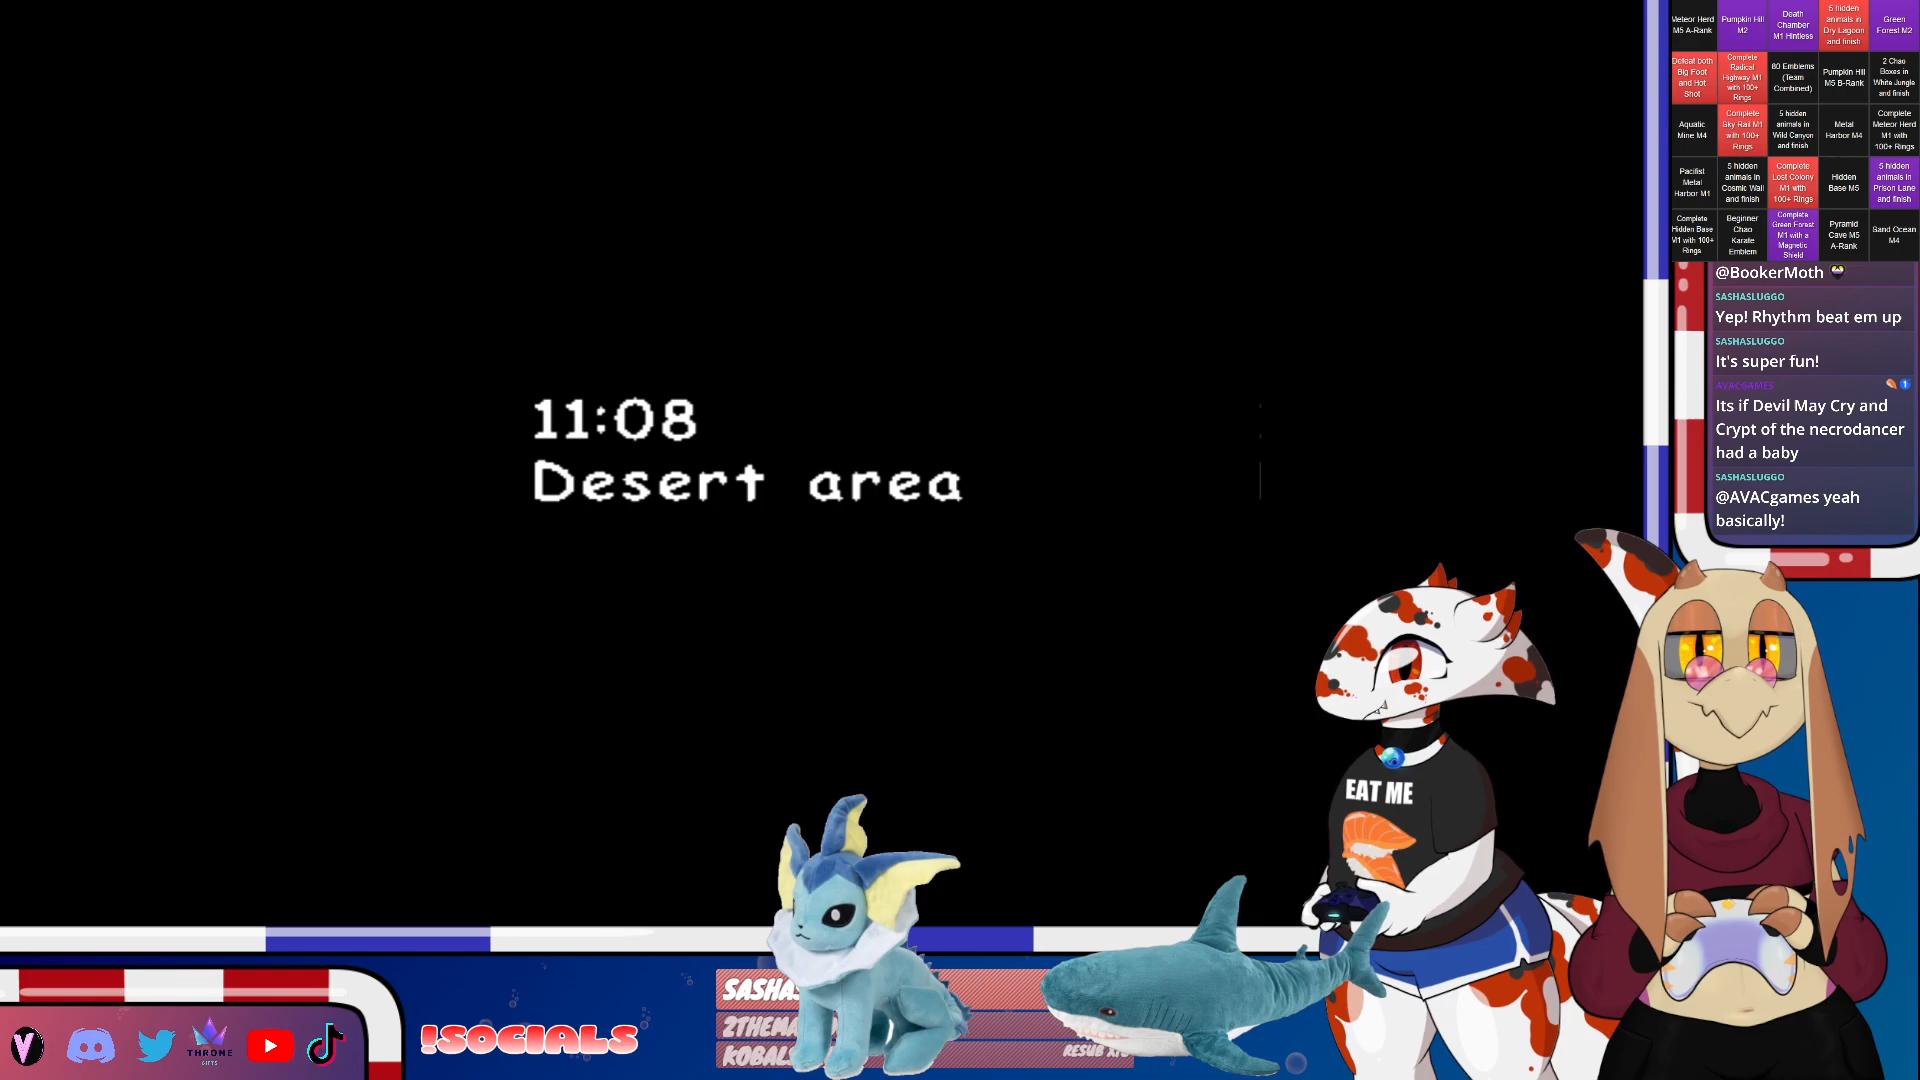 Meteor Herd
M5 A-Rank
Pumpkin Hill
M2
Death
Chamber
M1 Hintless
5 hidden
animals in
Dry Lagoon
and finish
Green
Forest M2
Defeat both
Big Foot
and Hot
Shot
Complete
Radical
Highway M1
with 100+
Rings
80 Emblems
(Team
Combined)
Pumpkin Hill
M5 B-Rank
2 Chao
Boxes in
White Jungle
and finish
Aquatic
Mine M4
Complete
Sky Rail M1
with 100+
Rings
5 hidden
animals in
Wild Canyon
and finish
Metal
Harbor M4
Complete
Meteor Herd
M1 with
100+ Rings
Pacifist
Metal
Harbor M1
5 hidden
animals in
Cosmic Wall
and finish
Complete
Lost Colony
M1 with
100+ Rings
Hidden
Base M5
5 hidden
animals in
Prison Lane
and finish
Complete
Hidden Base
M1 with 100+
Rings
Beginner
Chao
Karate
Emblem
Complete
Green Forest
M1 with a
Magnetic
Shield
Pyramid
Cave M5
A-Rank
Sand Ocean
M4
@BookerMoth
SASHASLUGGO
Yep! Rhythm beat em up
SASHASLUGGO
It's super fun!
AVACGAMES
Its if Devil May Cry and
Crypt of the necrodancer
had a baby
SASHASLUGGO
@AVACgames yeah
basically!
11:08
Desert area
EAT ME
!SOCIALS
THRONE
GIFTS